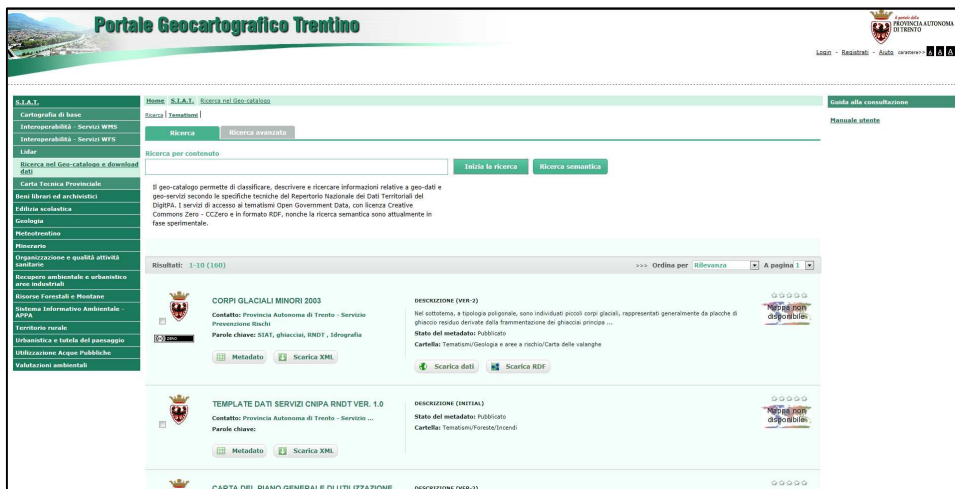 Portale Geocartografico Trentino
il portale della
PROVINCIA AUTONOMA
DI TRENTO
Login - Registrati - Aiuto carattere>> A A A
S.I.A.T.
Cartografia di base
Interoperabilità - Servizi WMS
Interoperabilità - Servizi WFS
Lidar
Ricerca nel Geo-catalogo e download
dati
Carta Tecnica Provinciale
Beni librari ed archivistici
Edilizia scolastica
Geologia
Meteotrentino
Minerario
Organizzazione e qualità attività
sanitarie
Recupero ambientale e urbanistico
aree industriali
Risorse Forestali e Montane
Sistema Informativo Ambientale -
APPA
Territorio rurale
Urbanistica e tutela del paesaggio
Utilizzazione Acque Pubbliche
Valutazioni ambientali
Home S.I.A.T. Ricerca nel Geo-catalogo
Ricerca | Tematismi |
Ricerca Ricerca avanzata
Ricerca per contenuto
Inizia la ricerca Ricerca semantica
Il geo-catalogo permette di classificare, descrivere e ricercare informazioni relative a geo-dati e
geo-servizi secondo le specifiche tecniche del Repertorio Nazionale dei Dati Territoriali del
DigitPA. I servizi di accesso ai tematismi Open Government Data, con licenza Creative
Commons Zero - CCZero e in formato RDF, nonche la ricerca semantica sono attualmente in
fase sperimentale.
Risultati: 1-10 (160) >>> Ordina per Rilevanza A pagina 1
CORPI GLACIALI MINORI 2003
Contatto: Provincia Autonoma di Trento - Servizio
Prevenzione Rischi
Parole chiave: SIAT, ghiacciai, RNDT , Idrografia
Metadato Scarica XML
DESCRIZIONE (VER-2)
Nel sottotema, a tipologia poligonale, sono individuati piccoli corpi glaciali, rappresentati generalmente da placche di
ghiaccio residuo derivate dalla frammentazione dei ghiacciai principa ...
Stato del metadato: Pubblicato
Cartella: Tematismi/Geologia e aree a rischio/Carta delle valanghe
Scarica dati Scarica RDF
Mappa non
disponibile
TEMPLATE DATI SERVIZI CNIPA RNDT VER. 1.0
Contatto: Provincia Autonoma di Trento - Servizio ...
Parole chiave:
Metadato Scarica XML
DESCRIZIONE (INITIAL)
Stato del metadato: Pubblicato
Cartella: Tematismi/Foreste/Incendi
Mappa non
disponibile
CARTA DEL PIANO GENERALE DI UTILIZZAZIONE
DESCRIZIONE (VER-2)
Guida alla consultazione
Manuale utente